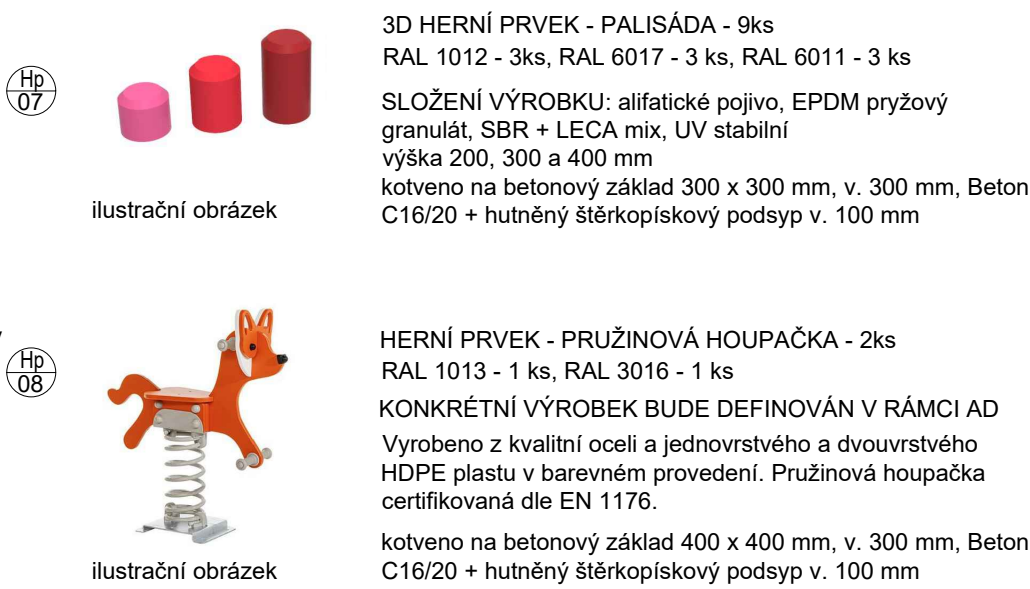 Hp
07
3D HERNÍ PRVEK - PALISÁDA - 9ks
RAL 1012 - 3ks, RAL 6017 - 3 ks, RAL 6011 - 3 ks
SLOŽENÍ VÝROBKU: alifatické pojivo, EPDM pryžový
granulát, SBR + LECA mix, UV stabilní
výška 200, 300 a 400 mm
kotveno na betonový základ 300 x 300 mm, v. 300 mm, Beton
C16/20 + hutněný štěrkopískový podsyp v. 100 mm
ilustrační obrázek
Hp
08
HERNÍ PRVEK - PRUŽINOVÁ HOUPAČKA - 2ks
RAL 1013 - 1 ks, RAL 3016 - 1 ks
KONKRÉTNÍ VÝROBEK BUDE DEFINOVÁN V RÁMCI AD
Vyrobeno z kvalitní oceli a jednovrstvého a dvouvrstvého
HDPE plastu v barevném provedení. Pružinová houpačka
certifikovaná dle EN 1176.
kotveno na betonový základ 400 x 400 mm, v. 300 mm, Beton
C16/20 + hutněný štěrkopískový podsyp v. 100 mm
ilustrační obrázek